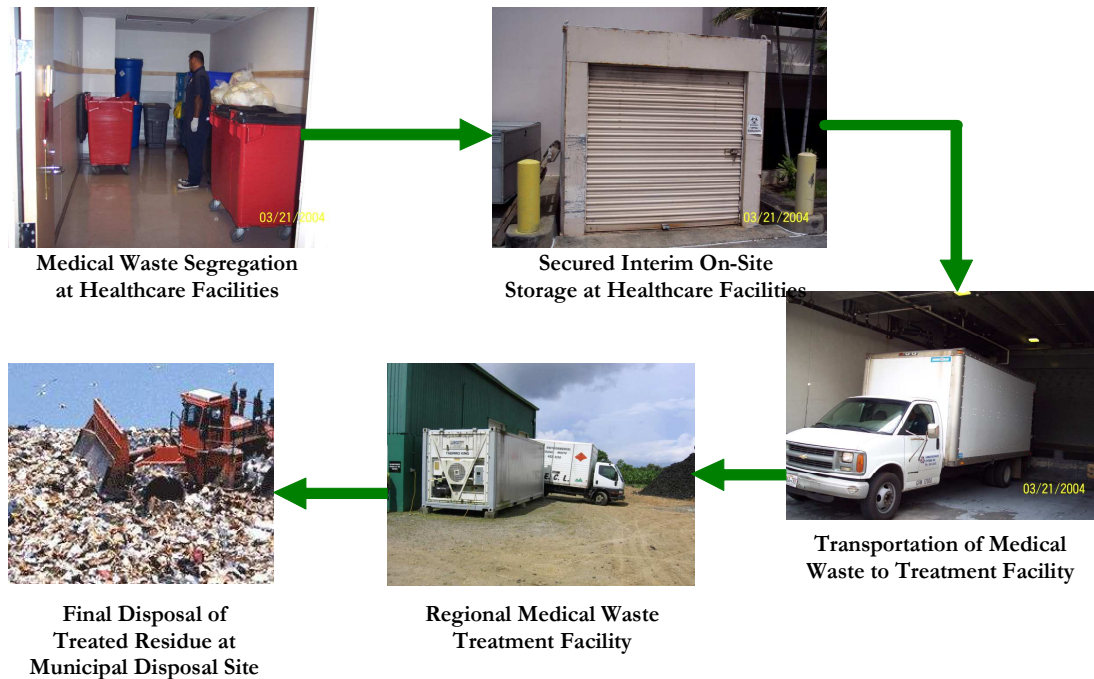 03/21/2004
Medical Waste Segregation
at Healthcare Facilities
03/21/2004
Secured Interim On-Site
Storage at Healthcare Facilities
03/21/2004
Transportation of Medical
Waste to Treatment Facility
Regional Medical Waste
Treatment Facility
Final Disposal of
Treated Residue at
Municipal Disposal Site